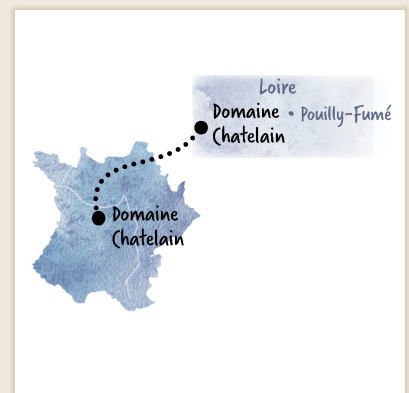 Loire
Domaine • Pouilly-Fumé
Chatelain
Domaine
Chatelain